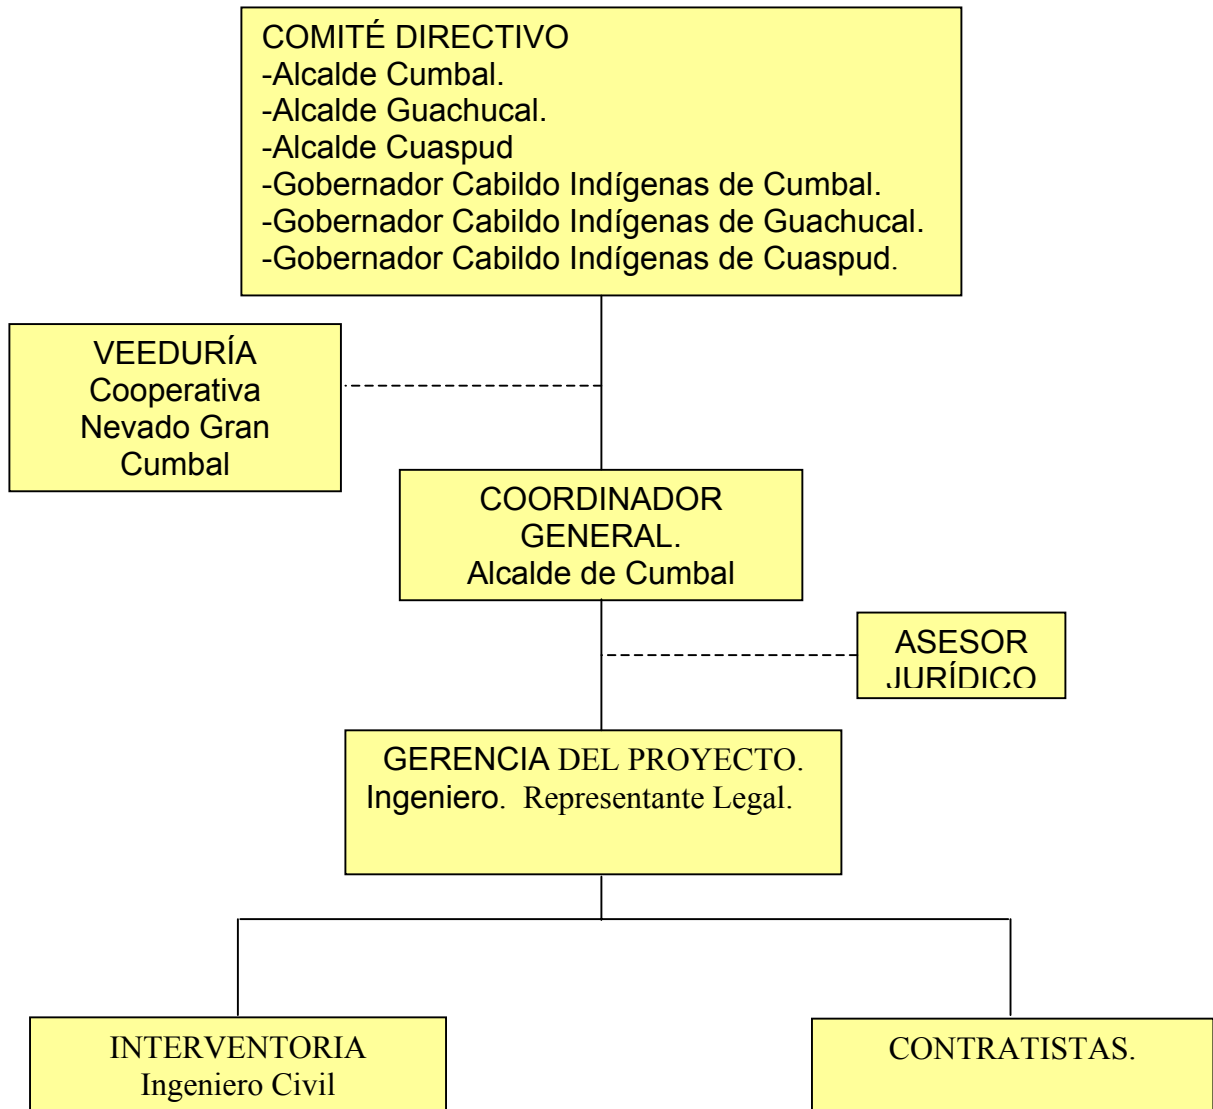 COMITÉ DIRECTIVO
-Alcalde Cumbal.
-Alcalde Guachucal.
-Alcalde Cuaspud
-Gobernador Cabildo Indígenas de Cumbal.
-Gobernador Cabildo Indígenas de Guachucal.
-Gobernador Cabildo Indígenas de Cuaspud.
VEEDURÍA
Cooperativa
Nevado Gran
Cumbal
COORDINADOR
GENERAL.
Alcalde de Cumbal
ASESOR
JURÍDICO
GERENCIA DEL PROYECTO.
Ingeniero. Representante Legal.
INTERVENTORIA
Ingeniero Civil
CONTRATISTAS.